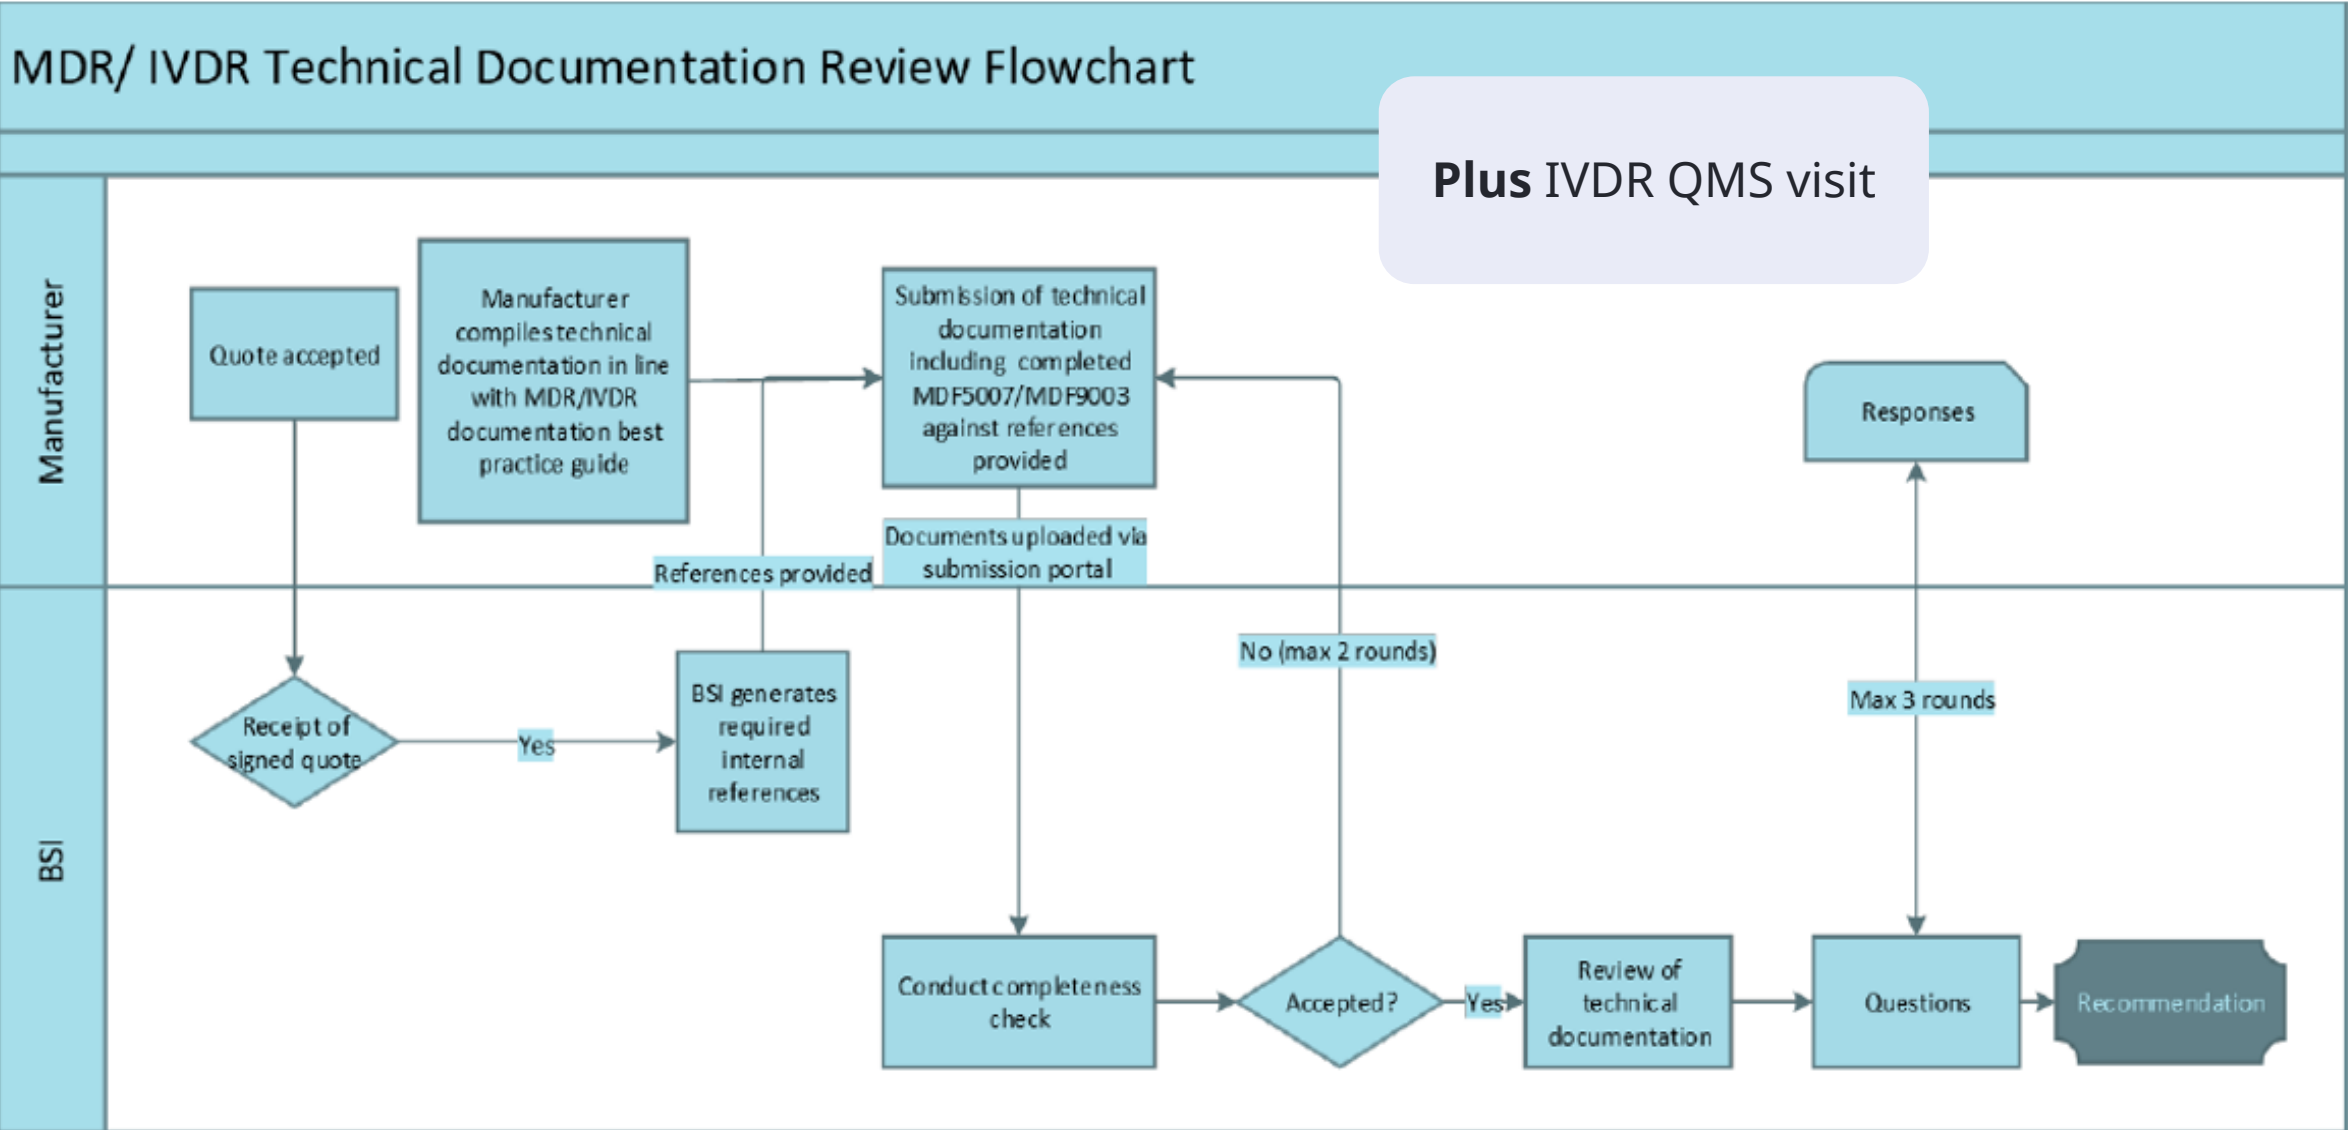 MDR/ IVDR Technical Documentation Review Flowchart
Plus IVDR QMS visit
Manufacturer
Quote accepted
Manufacturer
compiles technical
documentation in line
with MDR/IVDR
documentation best
practice guide
Submission of technical
documentation
including completed
MDF5007/MDF9003
against references
provided
Responses
References provided
Documents uploaded via
submission portal
BSI
Receipt of
signed quote
Yes
BSI generates
required
internal
references
No (max 2 rounds)
Max 3 rounds
Conduct completeness
check
Accepted?
Yes
Review of
technical
documentation
Questions
Recommendation